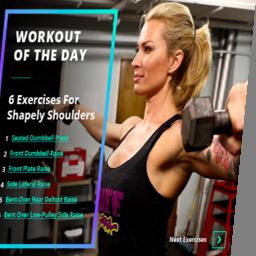 WORKOUT
OF THE DAY
6 Exercises For
Shapely Shoulders
1 Seated Dumbbell Press
2 Front Dumbbell Raise
3 Front Plate Raise
4 Side Lateral Raise
5 Bent-Over Rear Deltoid Raise
6 Bent Over Low-Pulley Side Raise
Next Exercises